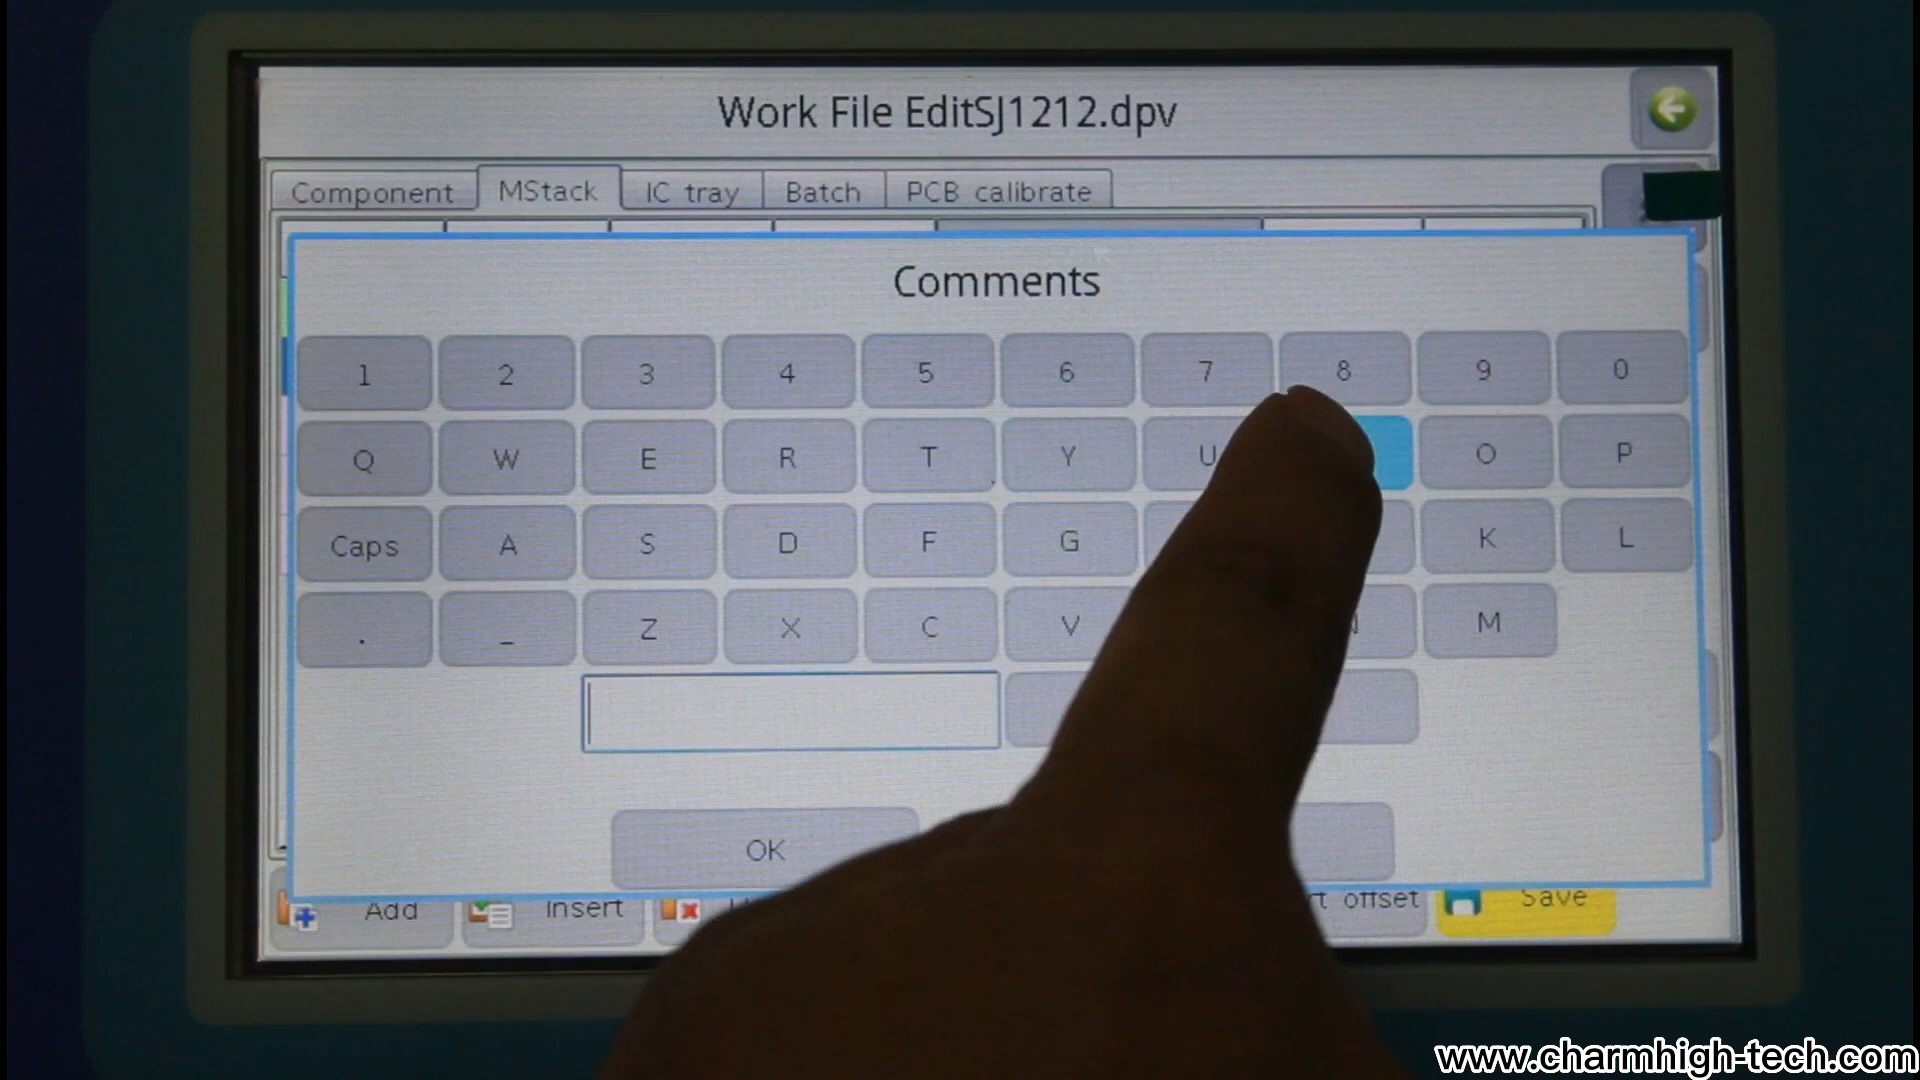 Work File EditSJ1212.dpv
Component MStack IC tray Batch PCB calibrate
Comments
1 2 3 4 5 6 7 8 9 0
Q W E R T Y U O P
Caps A S D F G K L
. _ Z X C V M
OK
Add Insert offset Save
www.charmhigh-tech.com